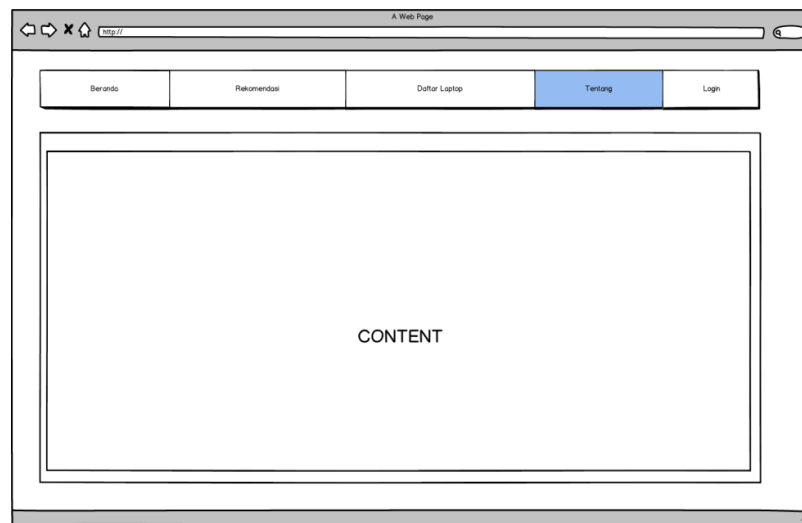 A Web Page
http://
Beranda Rekomendasi Daftar Laptop Tentang Login
CONTENT